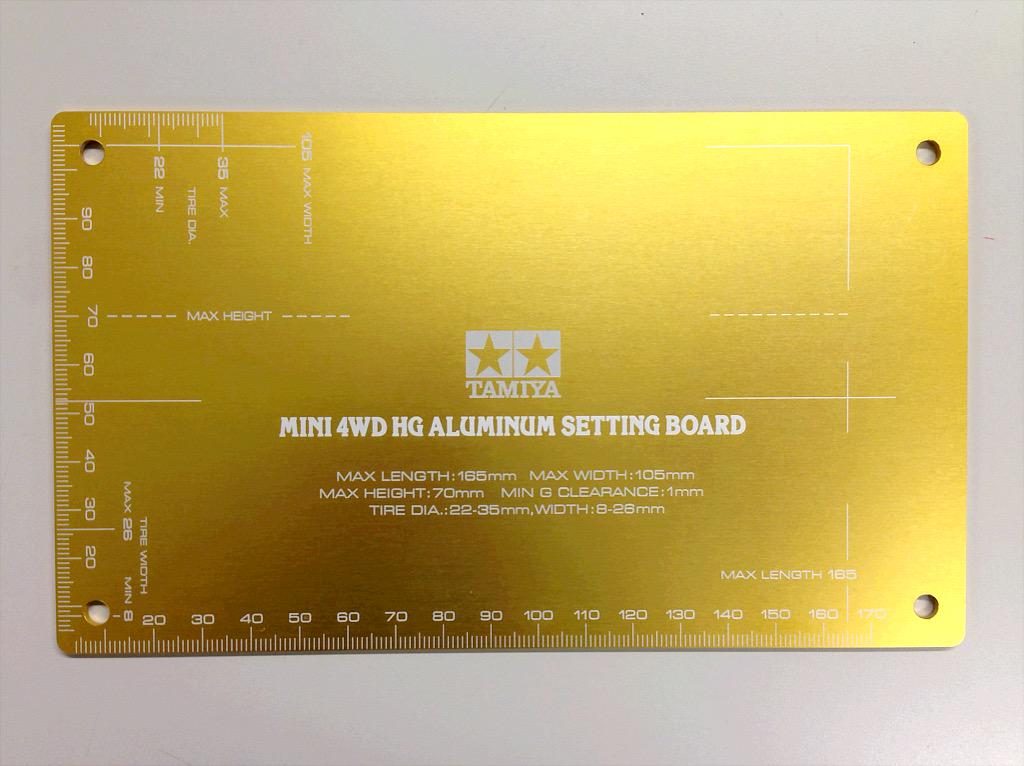 105 MAX WIDTH
22 MIN
TIRE DIA.
35 MAX
90
80
70
MAX HEIGHT
60
50
40
30
20
TAMIYA
MINI 4WD HG ALUMINUM SETTING BOARD
MAX LENGTH:165mm MAX WIDTH:105mm
MAX HEIGHT:70mm MIN G CLEARANCE:1mm
TIRE DIA.:22-35mm,WIDTH:8-26mm
MAX 26
TIRE WIDTH
MIN 8
MAX LENGTH 165
20 30 40 50 60 70 80 90 100 110 120 130 140 150 160 170